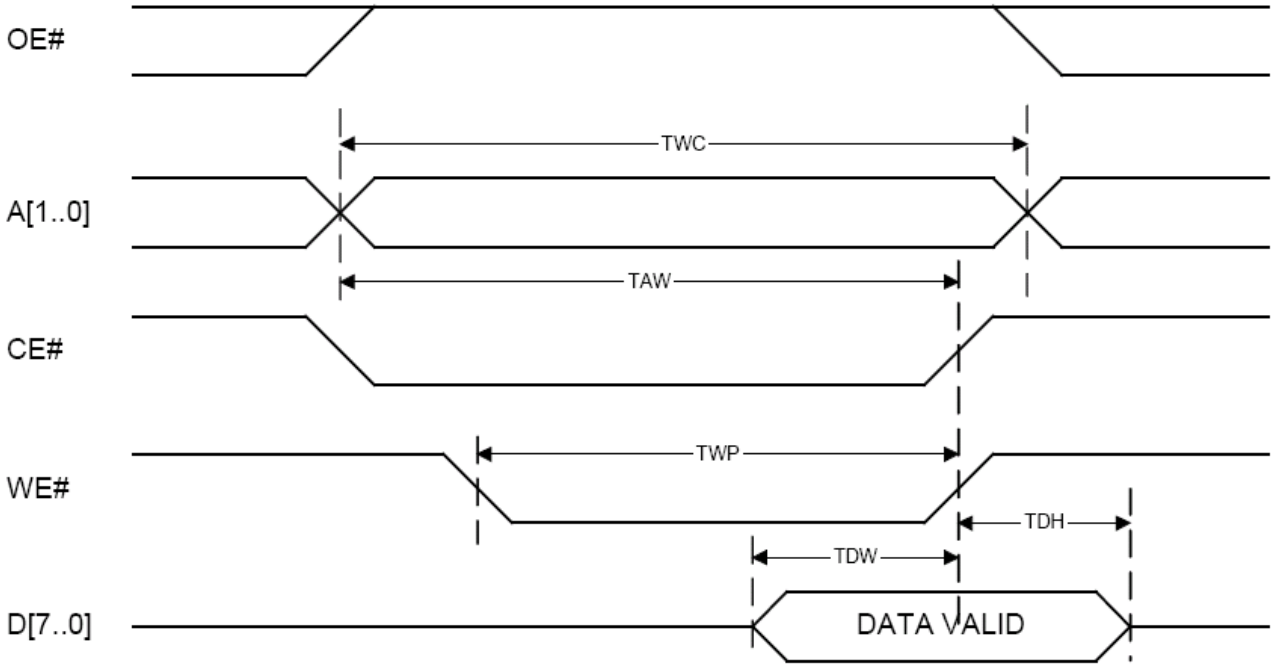 OE#
TWC
A[1..0]
TAW
CE#
TWP
WE#
TDH
TDW
D[7..0]
DATA VALID